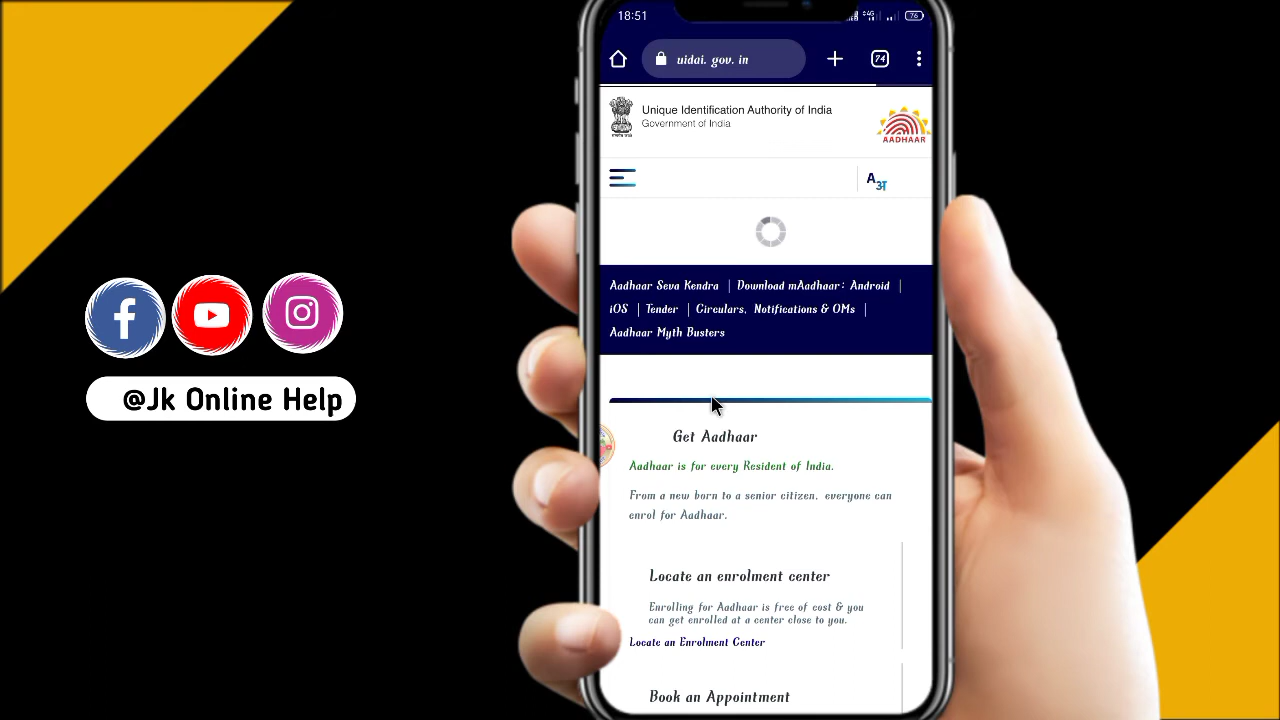 18:51
4G
76
uidai. gov. in
74
Unique Identification Authority of India
Government of India
AADHAAR
A अ
Aadhaar Seva Kendra | Download mAadhaar: Android |
iOS | Tender | Circulars, Notifications & OMs |
Aadhaar Myth Busters
@Jk Online Help
Get Aadhaar
Aadhaar is for every Resident of India.
From a new born to a senior citizen, everyone can
enrol for Aadhaar.
Locate an enrolment center
Enrolling for Aadhaar is free of cost & you
can get enrolled at a center close to you.
Locate an Enrolment Center
Book an Appointment